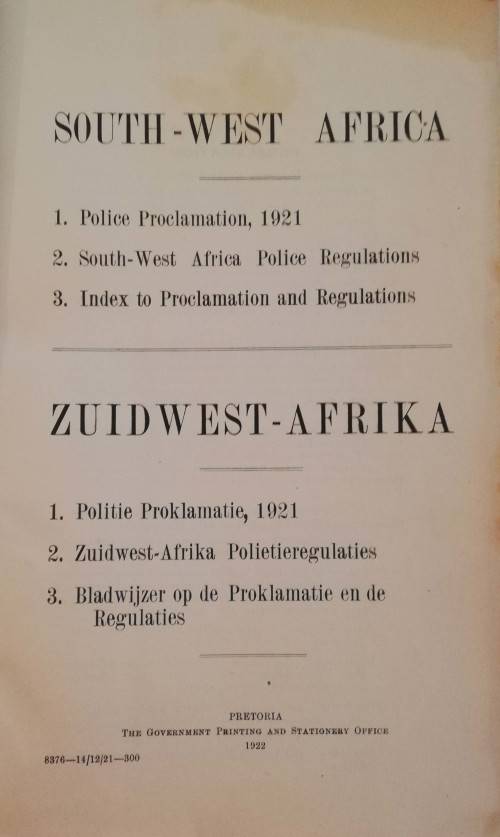 SOUTH-WEST AFRICA
1. Police Proclamation, 1921
2. South-West Africa Police Regulations
3. Index to Proclamation and Regulations
ZUIDWEST-AFRIKA
1. Politie Proklamatie, 1921
2. Zuidwest-Afrika Polietieregulaties
3. Bladwijzer op de Proklamatie en de
Regulaties
PRETORIA
THE GOVERNMENT PRINTING AND STATIONERY OFFICE
1922
8376—14/12/21—300